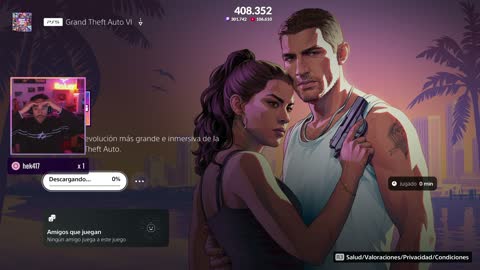 408.352
301.742 106.610
PS5 Grand Theft Auto VI
evolución más grande e inmersiva de la
Theft Auto.
hek417 x 1
Descargando... 0%
Jugado 0 min
Amigos que juegan
Ningún amigo juega a este juego
Salud/Valoraciones/Privacidad/Condiciones